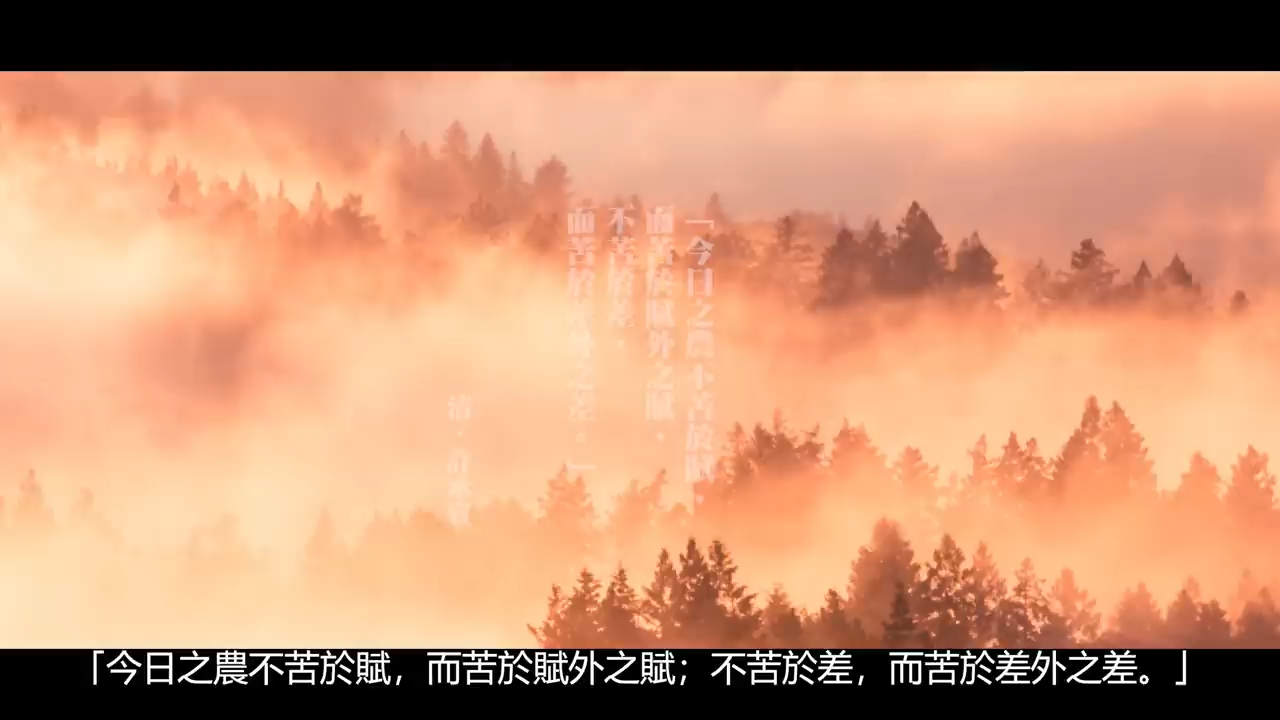 「今日之農不苦於賦，
而苦於賦外之賦，
不苦於差，
而苦於差外之差。」
清·
「今日之農不苦於賦，而苦於賦外之賦；不苦於差，而苦於差外之差。」